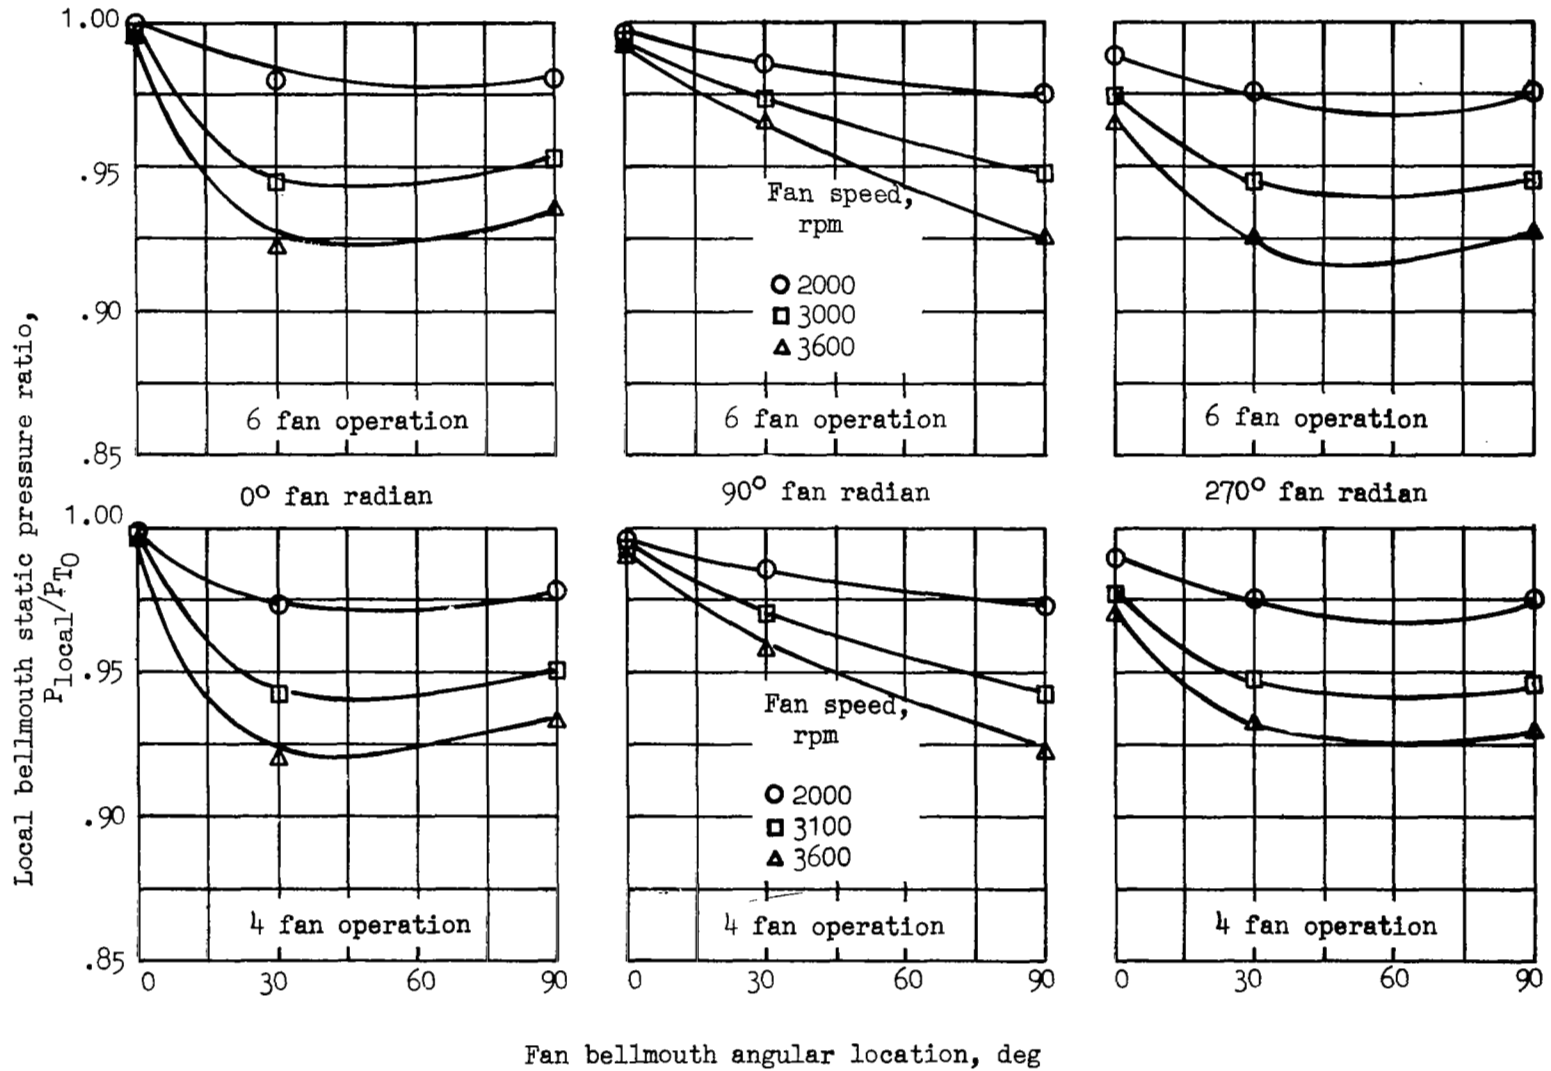 1.00
.95
.90
.85
Fan speed,
rpm
2000
3000
3600
6 fan operation
6 fan operation
6 fan operation
0° fan radian
90° fan radian
270° fan radian
1.00
.95
.90
.85
Fan speed,
rpm
2000
3100
3600
4 fan operation
4 fan operation
4 fan operation
0 30 60 90
0 30 60 90
0 30 60 90
Local bellmouth static pressure ratio,
Plocal/PT0
Fan bellmouth angular location, deg